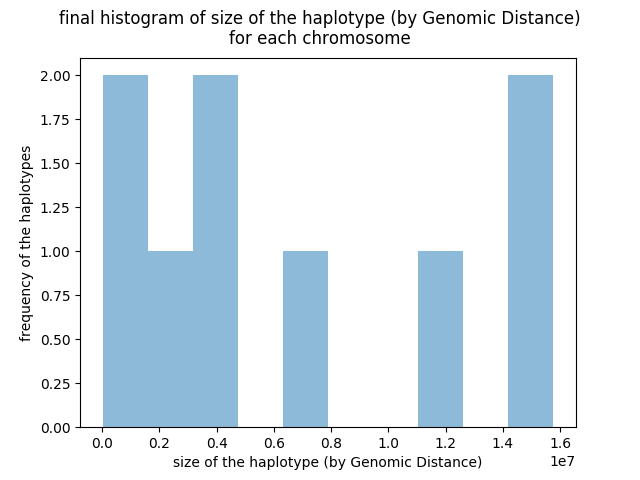 final histogram of size of the haplotype (by Genomic Distance)
for each chromosome
frequency of the haplotypes
2.00
1.75
1.50
1.25
1.00
0.75
0.50
0.25
0.00
0.0 0.2 0.4 0.6 0.8 1.0 1.2 1.4 1.6
1e7
size of the haplotype (by Genomic Distance)